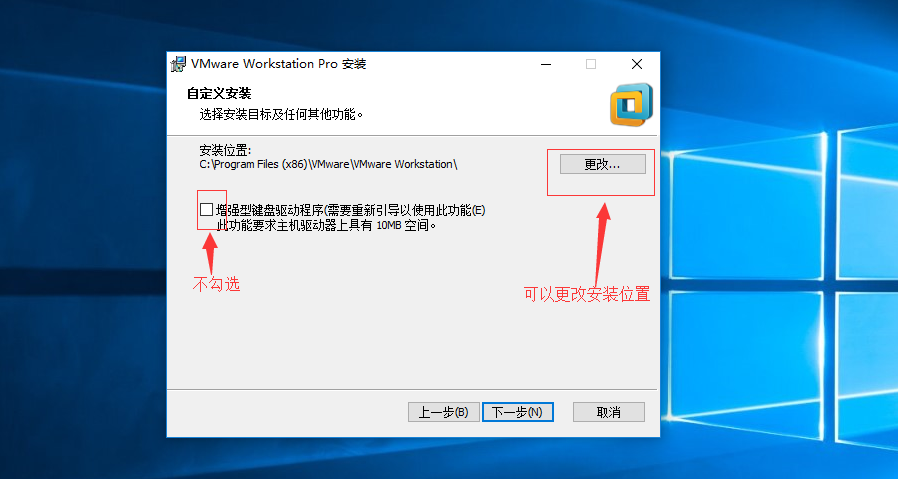 VMware Workstation Pro 安装
自定义安装
选择安装目标及任何其他功能。
安装位置:
C:\Program Files (x86)\VMware\VMware Workstation\
更改...
增强型键盘驱动程序(需要重新引导以使用此功能(E)
此功能要求主机驱动器上具有 10MB 空间。
不勾选
可以更改安装位置
上一步(B)
下一步(N)
取消